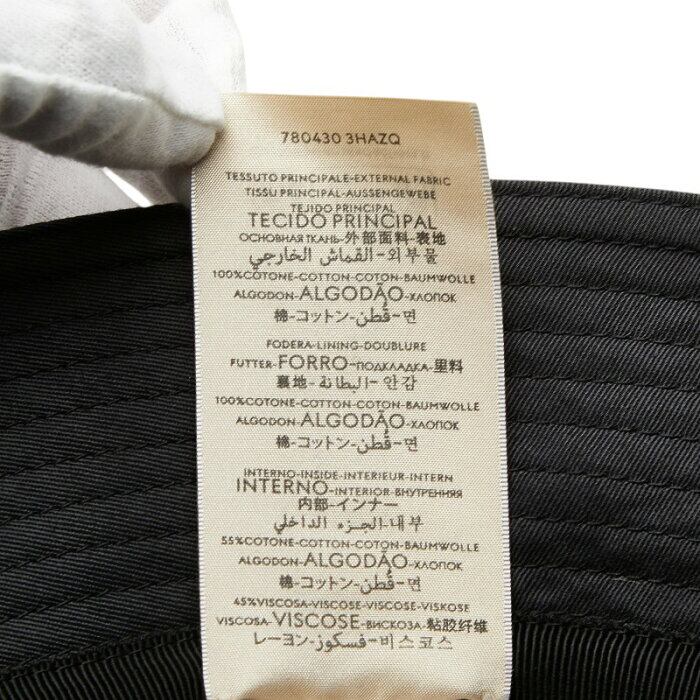 780430 3HAZQ
TESSUTO PRINCIPALE-EXTERNAL FABRIC
TISSU PRINCIPAL-AUSSENGEWEBE
TEJIDO PRINCIPAL
TECIDO PRINCIPAL
ОСНОВНАЯ ТКАНЬ-外部面料-表地
القماش الخارجي-외부물
100%COTONE-COTTON-COTON-BAUMWOLLE
ALGODON-ALGODÃO-ХЛОПОК
棉-コットン-قطن-면
FODERA-LINING-DOUBLURE
FUTTER-FORRO-ПОДКЛАДКА-里料
裏地-البطانة-안감
100%COTONE-COTTON-COTON-BAUMWOLLE
ALGODON-ALGODÃO-ХЛОПОК
棉-コットン-قطن-면
INTERNO-INSIDE-INTERIEUR-INTERN
INTERNO-INTERIOR-ВНУТРЕННЯЯ
内部-インナー
الجزء الداخلي-내부
55%COTONE-COTTON-COTON-BAUMWOLLE
ALGODON-ALGODÃO-ХЛОПОК
棉-コットン-قطن-면
45%VISCOSA-VISCOSE-VISCOSE-VISKOSE
VISCOSA-VISCOSE-ВИСКОЗА-粘胶纤维
レーヨン-فسكوز-비스코스